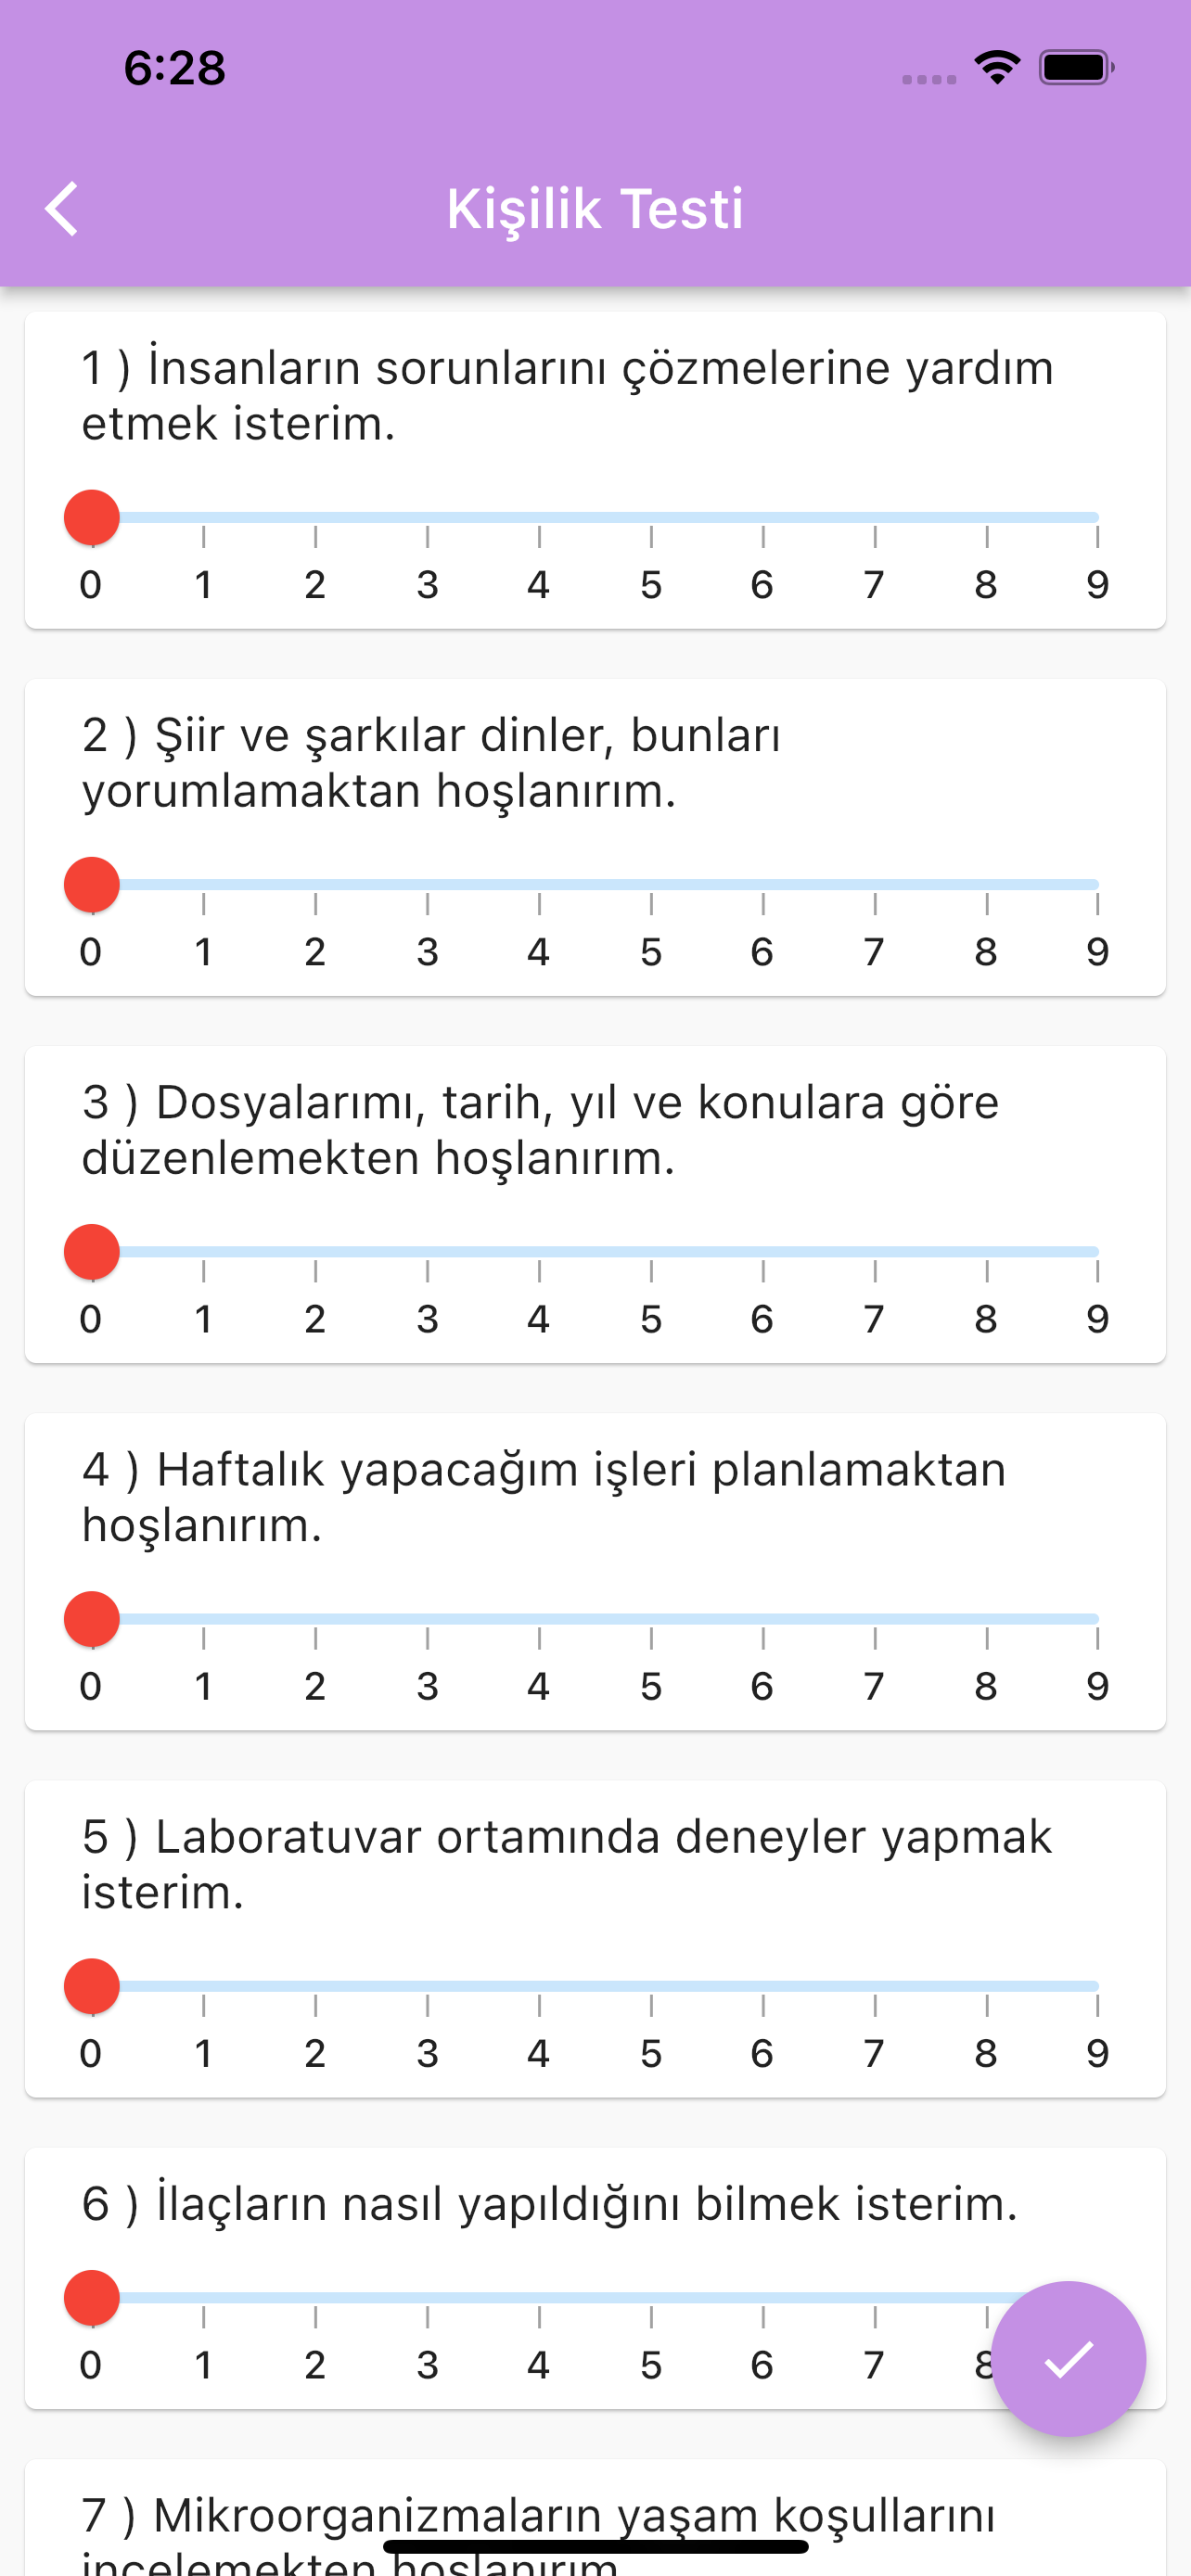 6:28
Kişilik Testi
1 ) İnsanların sorunlarını çözmelerine yardım
etmek isterim.
0 1 2 3 4 5 6 7 8 9
2 ) Şiir ve şarkılar dinler, bunları
yorumlamaktan hoşlanırım.
0 1 2 3 4 5 6 7 8 9
3 ) Dosyalarımı, tarih, yıl ve konulara göre
düzenlemekten hoşlanırım.
0 1 2 3 4 5 6 7 8 9
4 ) Haftalık yapacağım işleri planlamaktan
hoşlanırım.
0 1 2 3 4 5 6 7 8 9
5 ) Laboratuvar ortamında deneyler yapmak
isterim.
0 1 2 3 4 5 6 7 8 9
6 ) İlaçların nasıl yapıldığını bilmek isterim.
0 1 2 3 4 5 6 7 8
7 ) Mikroorganizmaların yaşam koşullarını
incelemekten hoşlanırım.